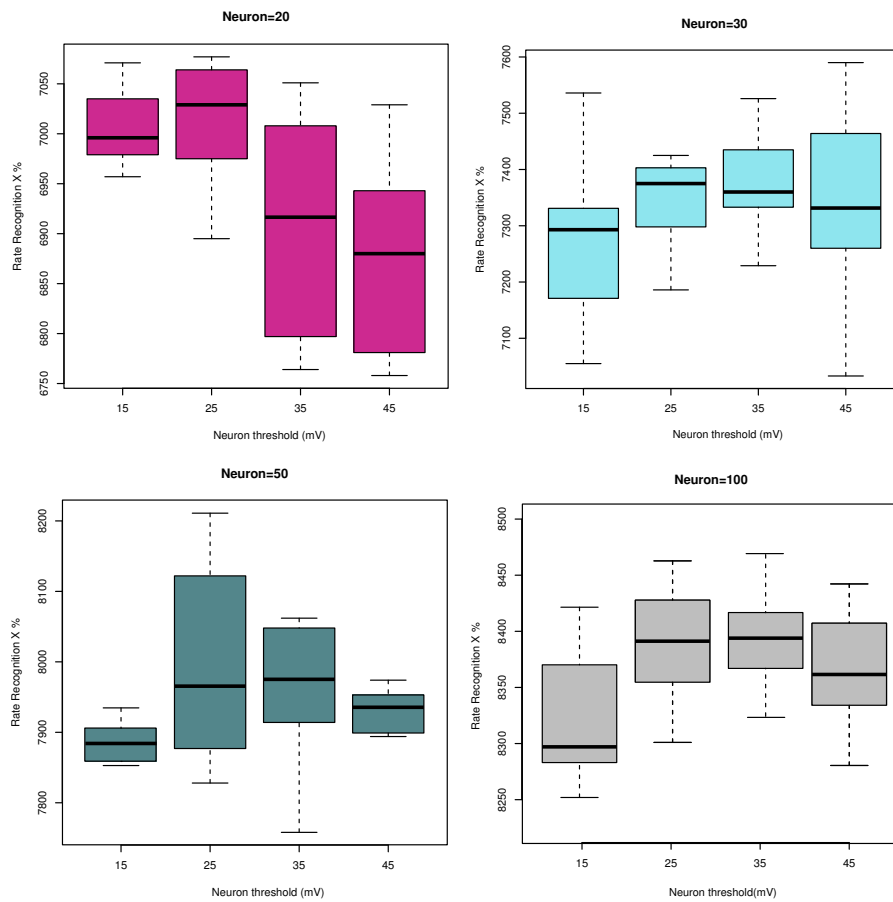 Neuron=20
Rate Recognition X %
7050
7000
6950
6900
6850
6800
6750
15 25 35 45
Neuron threshold (mV)
Neuron=30
Rate Recognition X %
7600
7500
7400
7300
7200
7100
15 25 35 45
Neuron threshold (mV)
Neuron=50
Rate Recognition X %
8200
8100
8000
7900
7800
15 25 35 45
Neuron threshold (mV)
Neuron=100
Rate Recognition X %
8500
8450
8400
8350
8300
8250
15 25 35 45
Neuron threshold(mV)